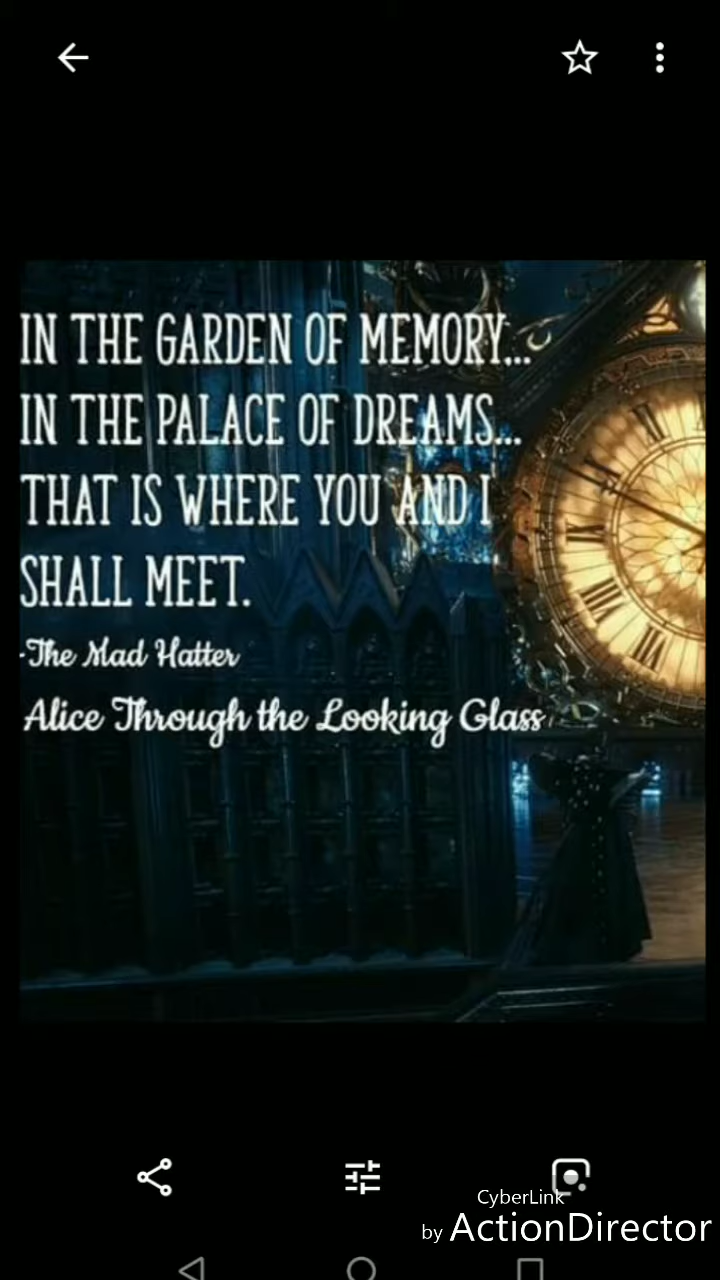 IN THE GARDEN OF MEMORY...
IN THE PALACE OF DREAMS...
THAT IS WHERE YOU AND I
SHALL MEET.
-The Mad Hatter
Alice Through the Looking Glass
CyberLink
by ActionDirector